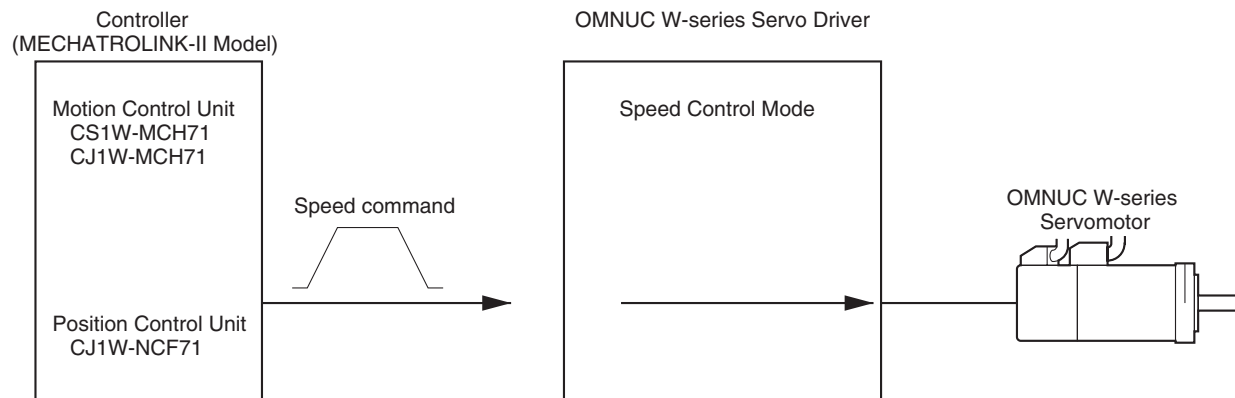 Controller
(MECHATROLINK-II Model)
Motion Control Unit
CS1W-MCH71
CJ1W-MCH71
Position Control Unit
CJ1W-NCF71
Speed command
OMNUC W-series Servo Driver
Speed Control Mode
OMNUC W-series
Servomotor